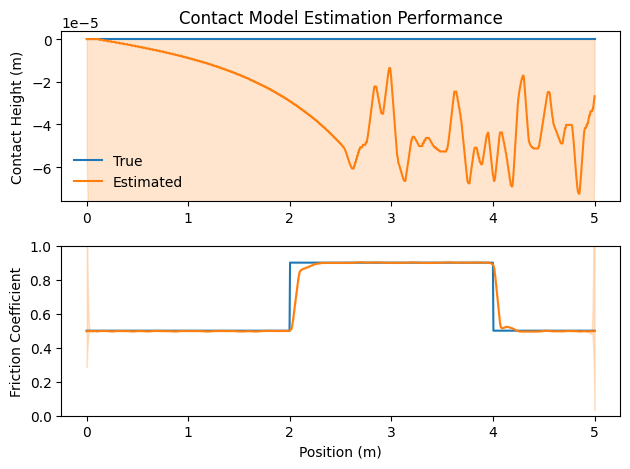 Contact Model Estimation Performance
1e−5
Contact Height (m)
0
−2
−4
−6
True
Estimated
0 1 2 3 4 5
Friction Coefficient
1.0
0.8
0.6
0.4
0.2
0.0
0 1 2 3 4 5
Position (m)